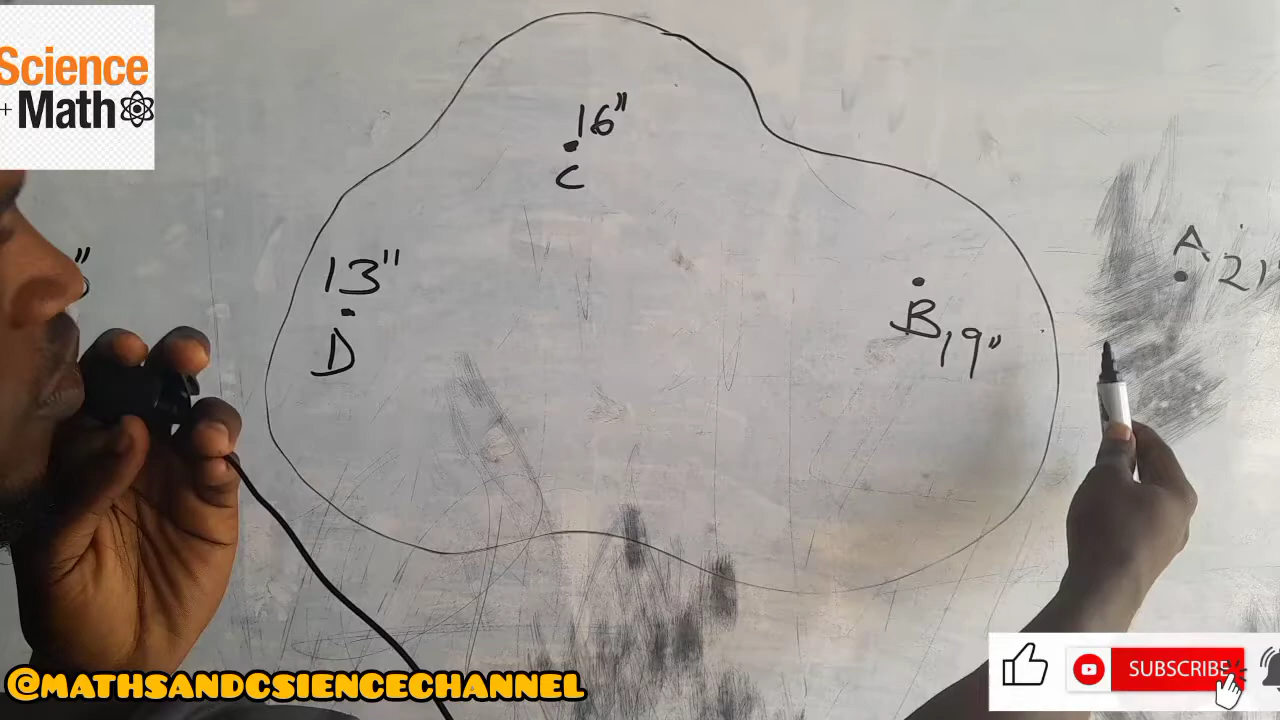 Science
+ Math
16"
C
13"
D
B 19"
A 21"
@MATHSANDCSIENCECHANNEL
SUBSCRIBE